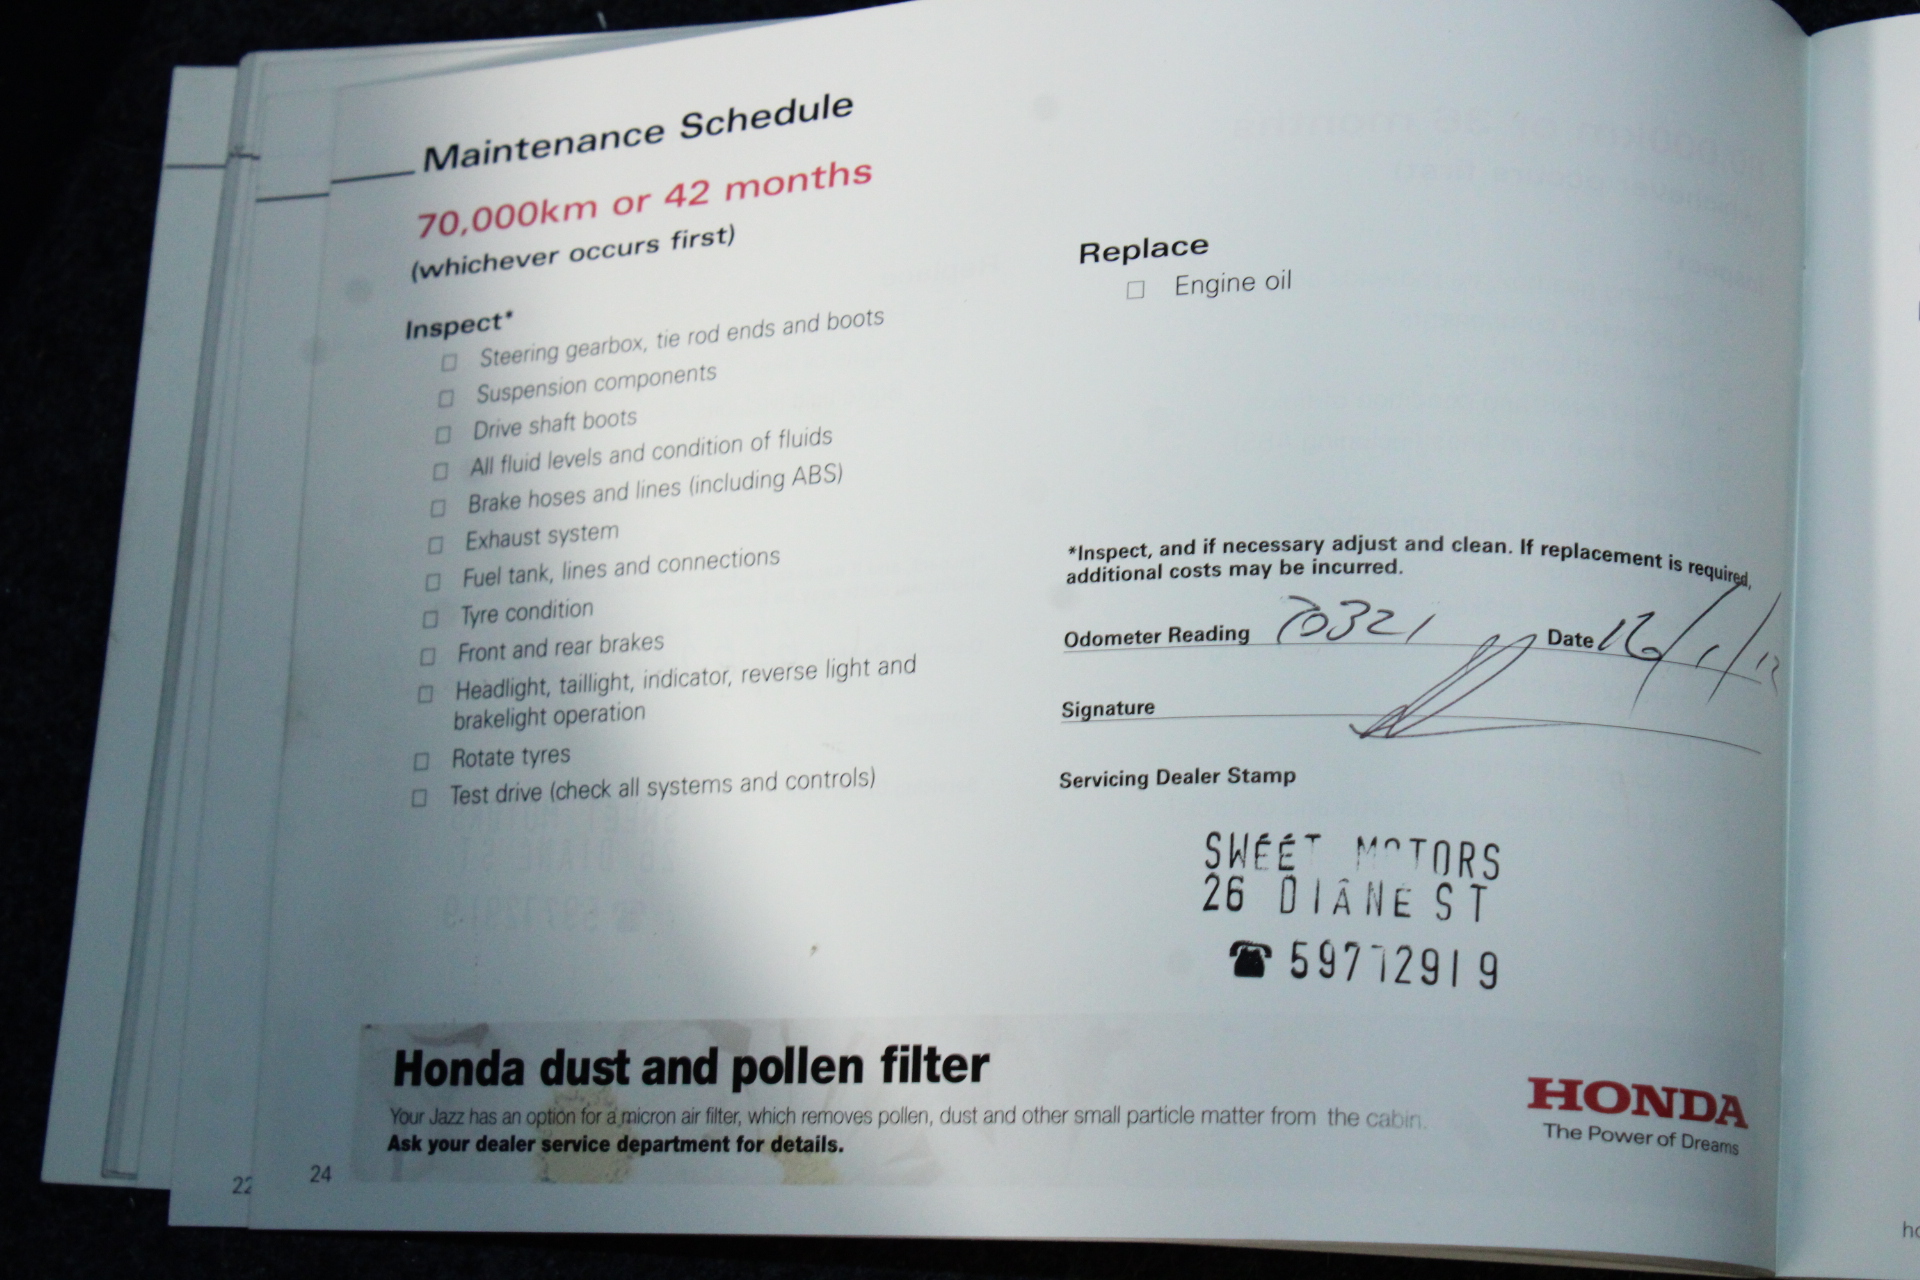 Maintenance Schedule
70,000km or 42 months
(whichever occurs first)
Inspect*
Steering gearbox, tie rod ends and boots
Suspension components
Drive shaft boots
All fluid levels and condition of fluids
Brake hoses and lines (including ABS)
Exhaust system
Fuel tank, lines and connections
Tyre condition
Front and rear brakes
Headlight, taillight, indicator, reverse light and
brakelight operation
Rotate tyres
Test drive (check all systems and controls)
Replace
Engine oil
*Inspect, and if necessary adjust and clean. If replacement is required,
additional costs may be incurred.
Odometer Reading 70321 Date 16/1/12
Signature
Servicing Dealer Stamp
SWEET MOTORS
26 DIANE ST
☎ 59772919
Honda dust and pollen filter
Your Jazz has an option for a micron air filter, which removes pollen, dust and other small particle matter from the cabin.
Ask your dealer service department for details.
HONDA
The Power of Dreams
22
24